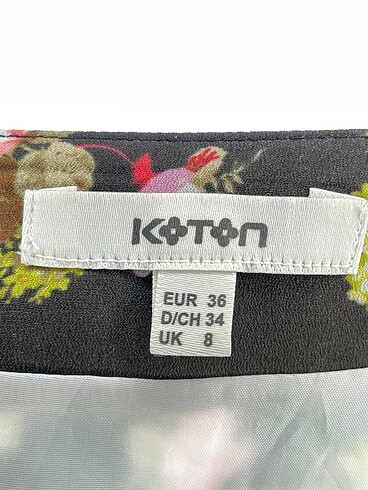 KOTON
EUR 36
D/CH 34
UK 8